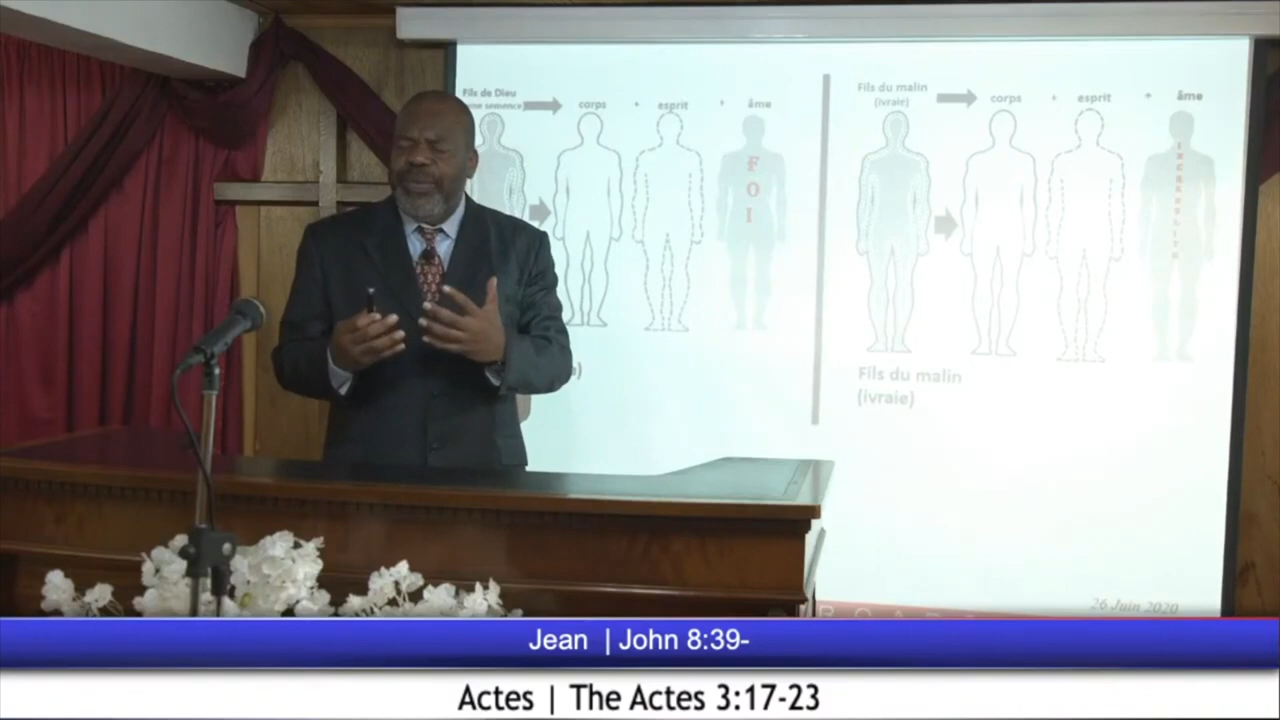 Fils de Dieu
semence
corps + esprit + âme
F
O
I
Fils du malin
(ivraie)
corps + esprit + âme
Fils du malin
(ivraie)
26 Juin 2020
Jean | John 8:39-
Actes | The Actes 3:17-23